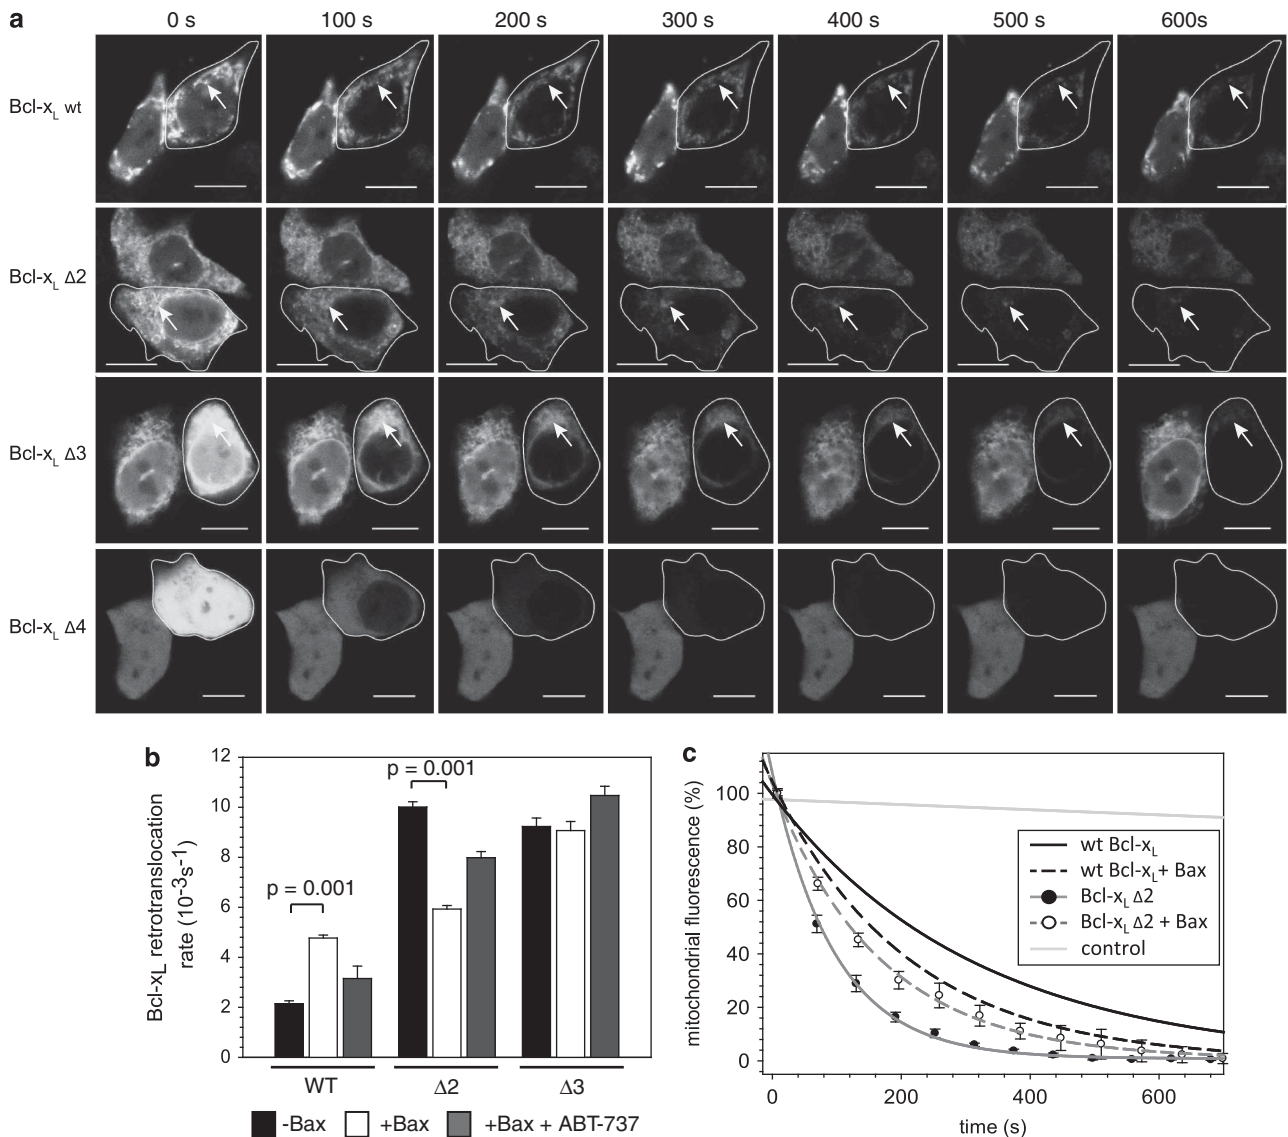 a
0 s 100 s 200 s 300 s 400 s 500 s 600s
Bcl-xL wt
Bcl-xL Δ2
Bcl-xL Δ3
Bcl-xL Δ4
b
Bcl-xL retrotranslocation
rate (10-3s-1)
12
10
8
6
4
2
0
p = 0.001
p = 0.001
WT Δ2 Δ3
-Bax +Bax +Bax + ABT-737
c
mitochondrial fluorescence (%)
100
80
60
40
20
0
wt Bcl-xL
wt Bcl-xL+ Bax
Bcl-xL Δ2
Bcl-xL Δ2 + Bax
control
0 200 400 600
time (s)